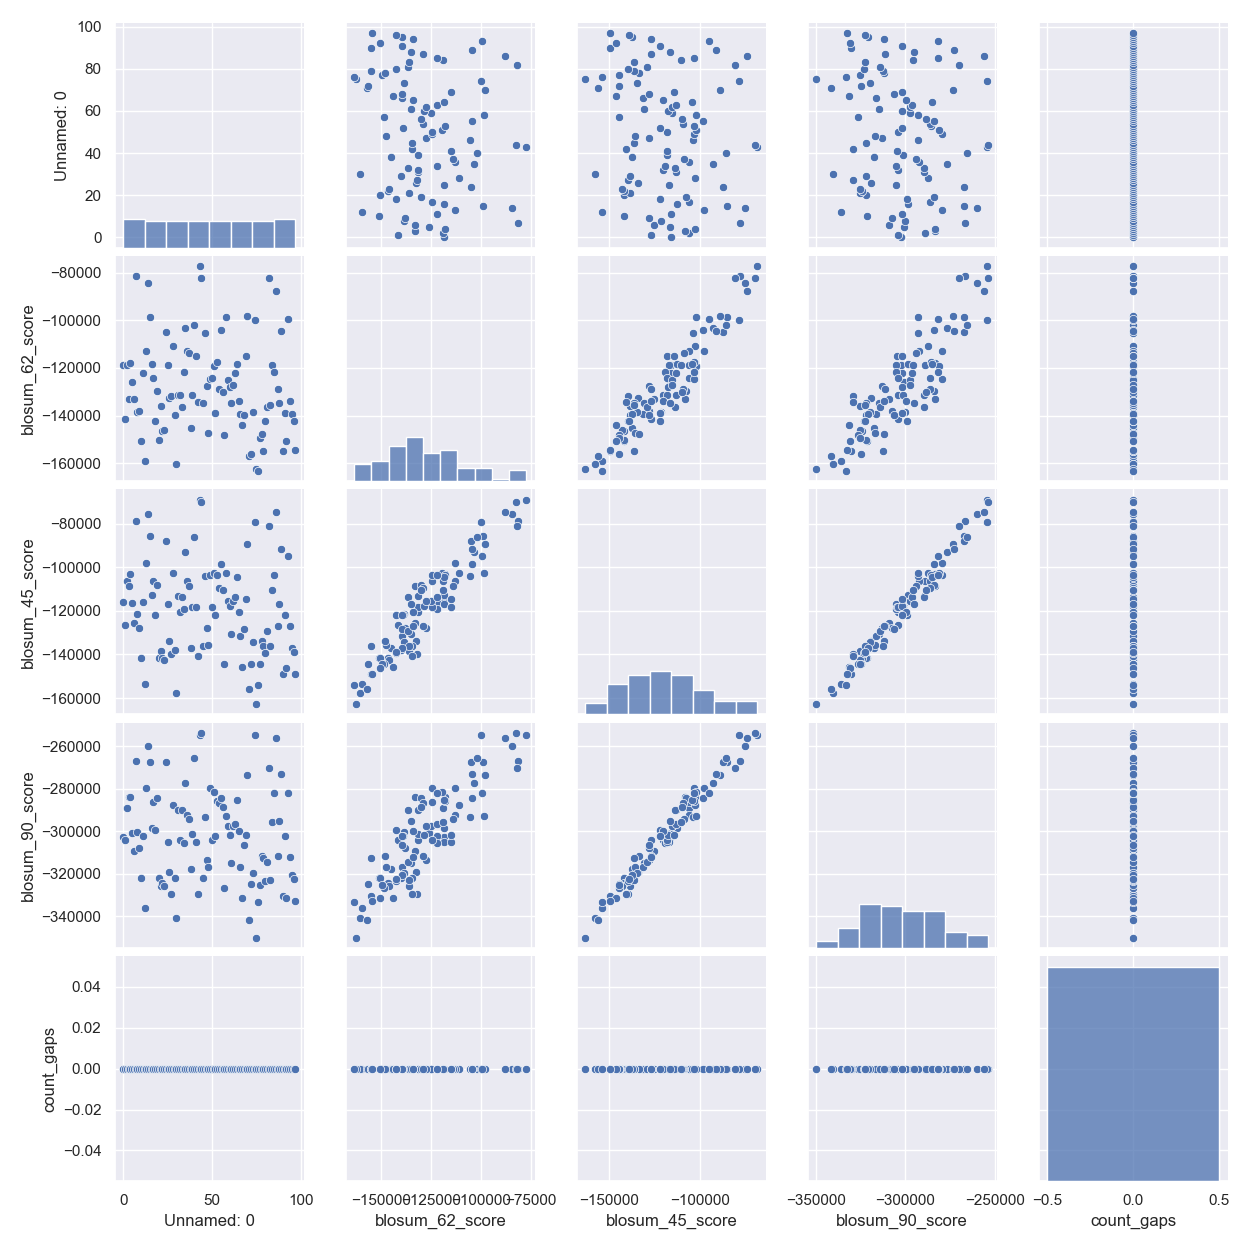 100
80
60
40
20
0
Unnamed: 0
−80000
−100000
−120000
−140000
−160000
blosum_62_score
−80000
−100000
−120000
−140000
−160000
blosum_45_score
−260000
−280000
−300000
−320000
−340000
blosum_90_score
0.04
0.02
0.00
−0.02
−0.04
count_gaps
0 50 100
Unnamed: 0
−150000 −125000 −100000 −75000
blosum_62_score
−150000 −100000
blosum_45_score
−350000 −300000 −250000
blosum_90_score
−0.5 0.0 0.5
count_gaps